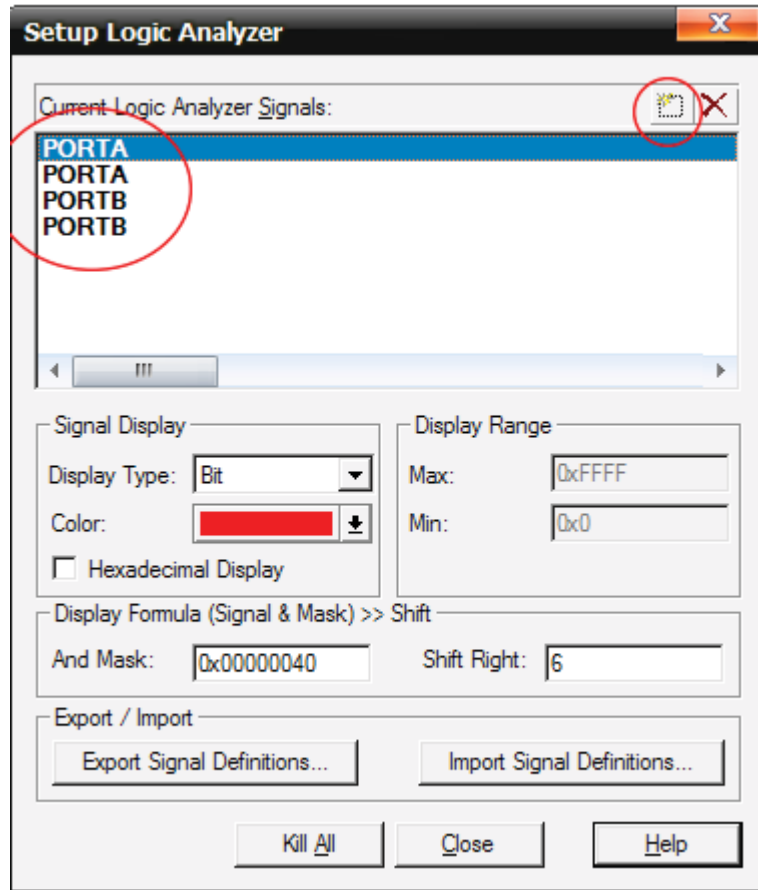 Setup Logic Analyzer
Current Logic Analyzer Signals:
PORTA
PORTA
PORTB
PORTB
Signal Display
Display Range
Display Type: Bit
Max: 0xFFFF
Color:
Min: 0x0
Hexadecimal Display
Display Formula (Signal & Mask) >> Shift
And Mask: 0x00000040 Shift Right: 6
Export / Import
Export Signal Definitions... Import Signal Definitions...
Kill All Close Help